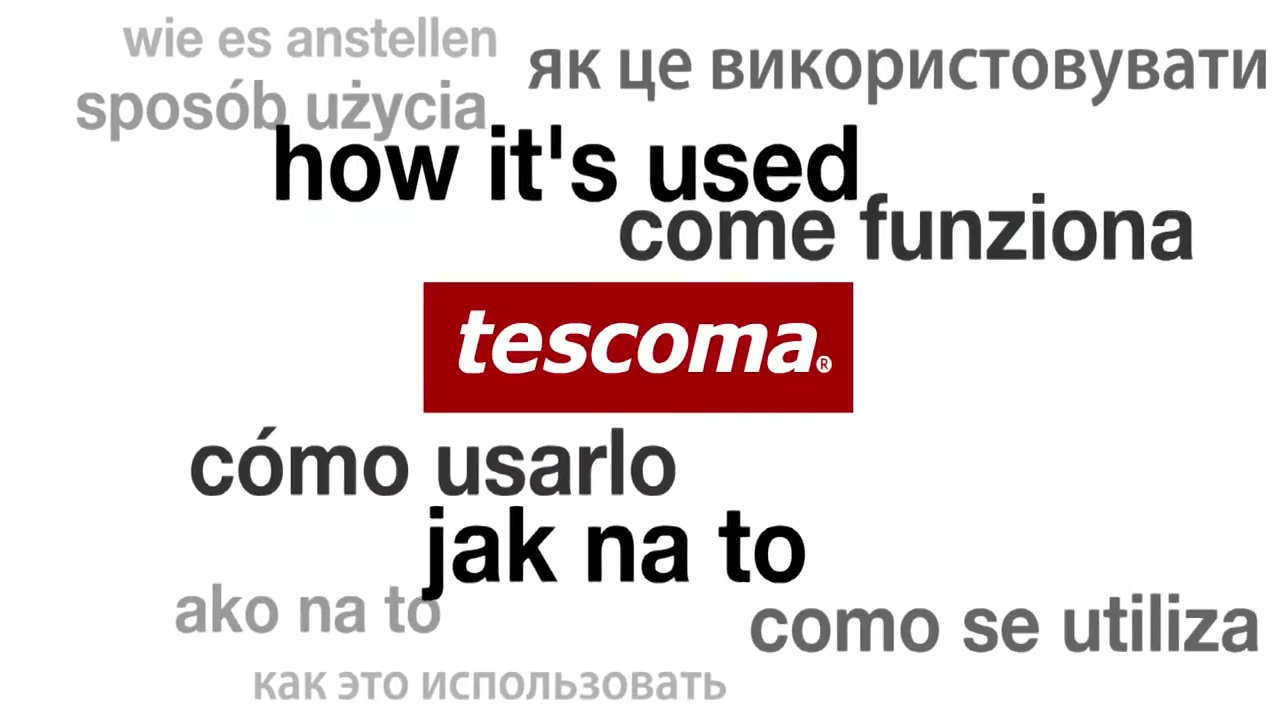 wie es anstellen
як це використовувати
sposób użycia
how it's used
come funziona
tescoma®
cómo usarlo
jak na to
ako na to
como se utiliza
как это использовать